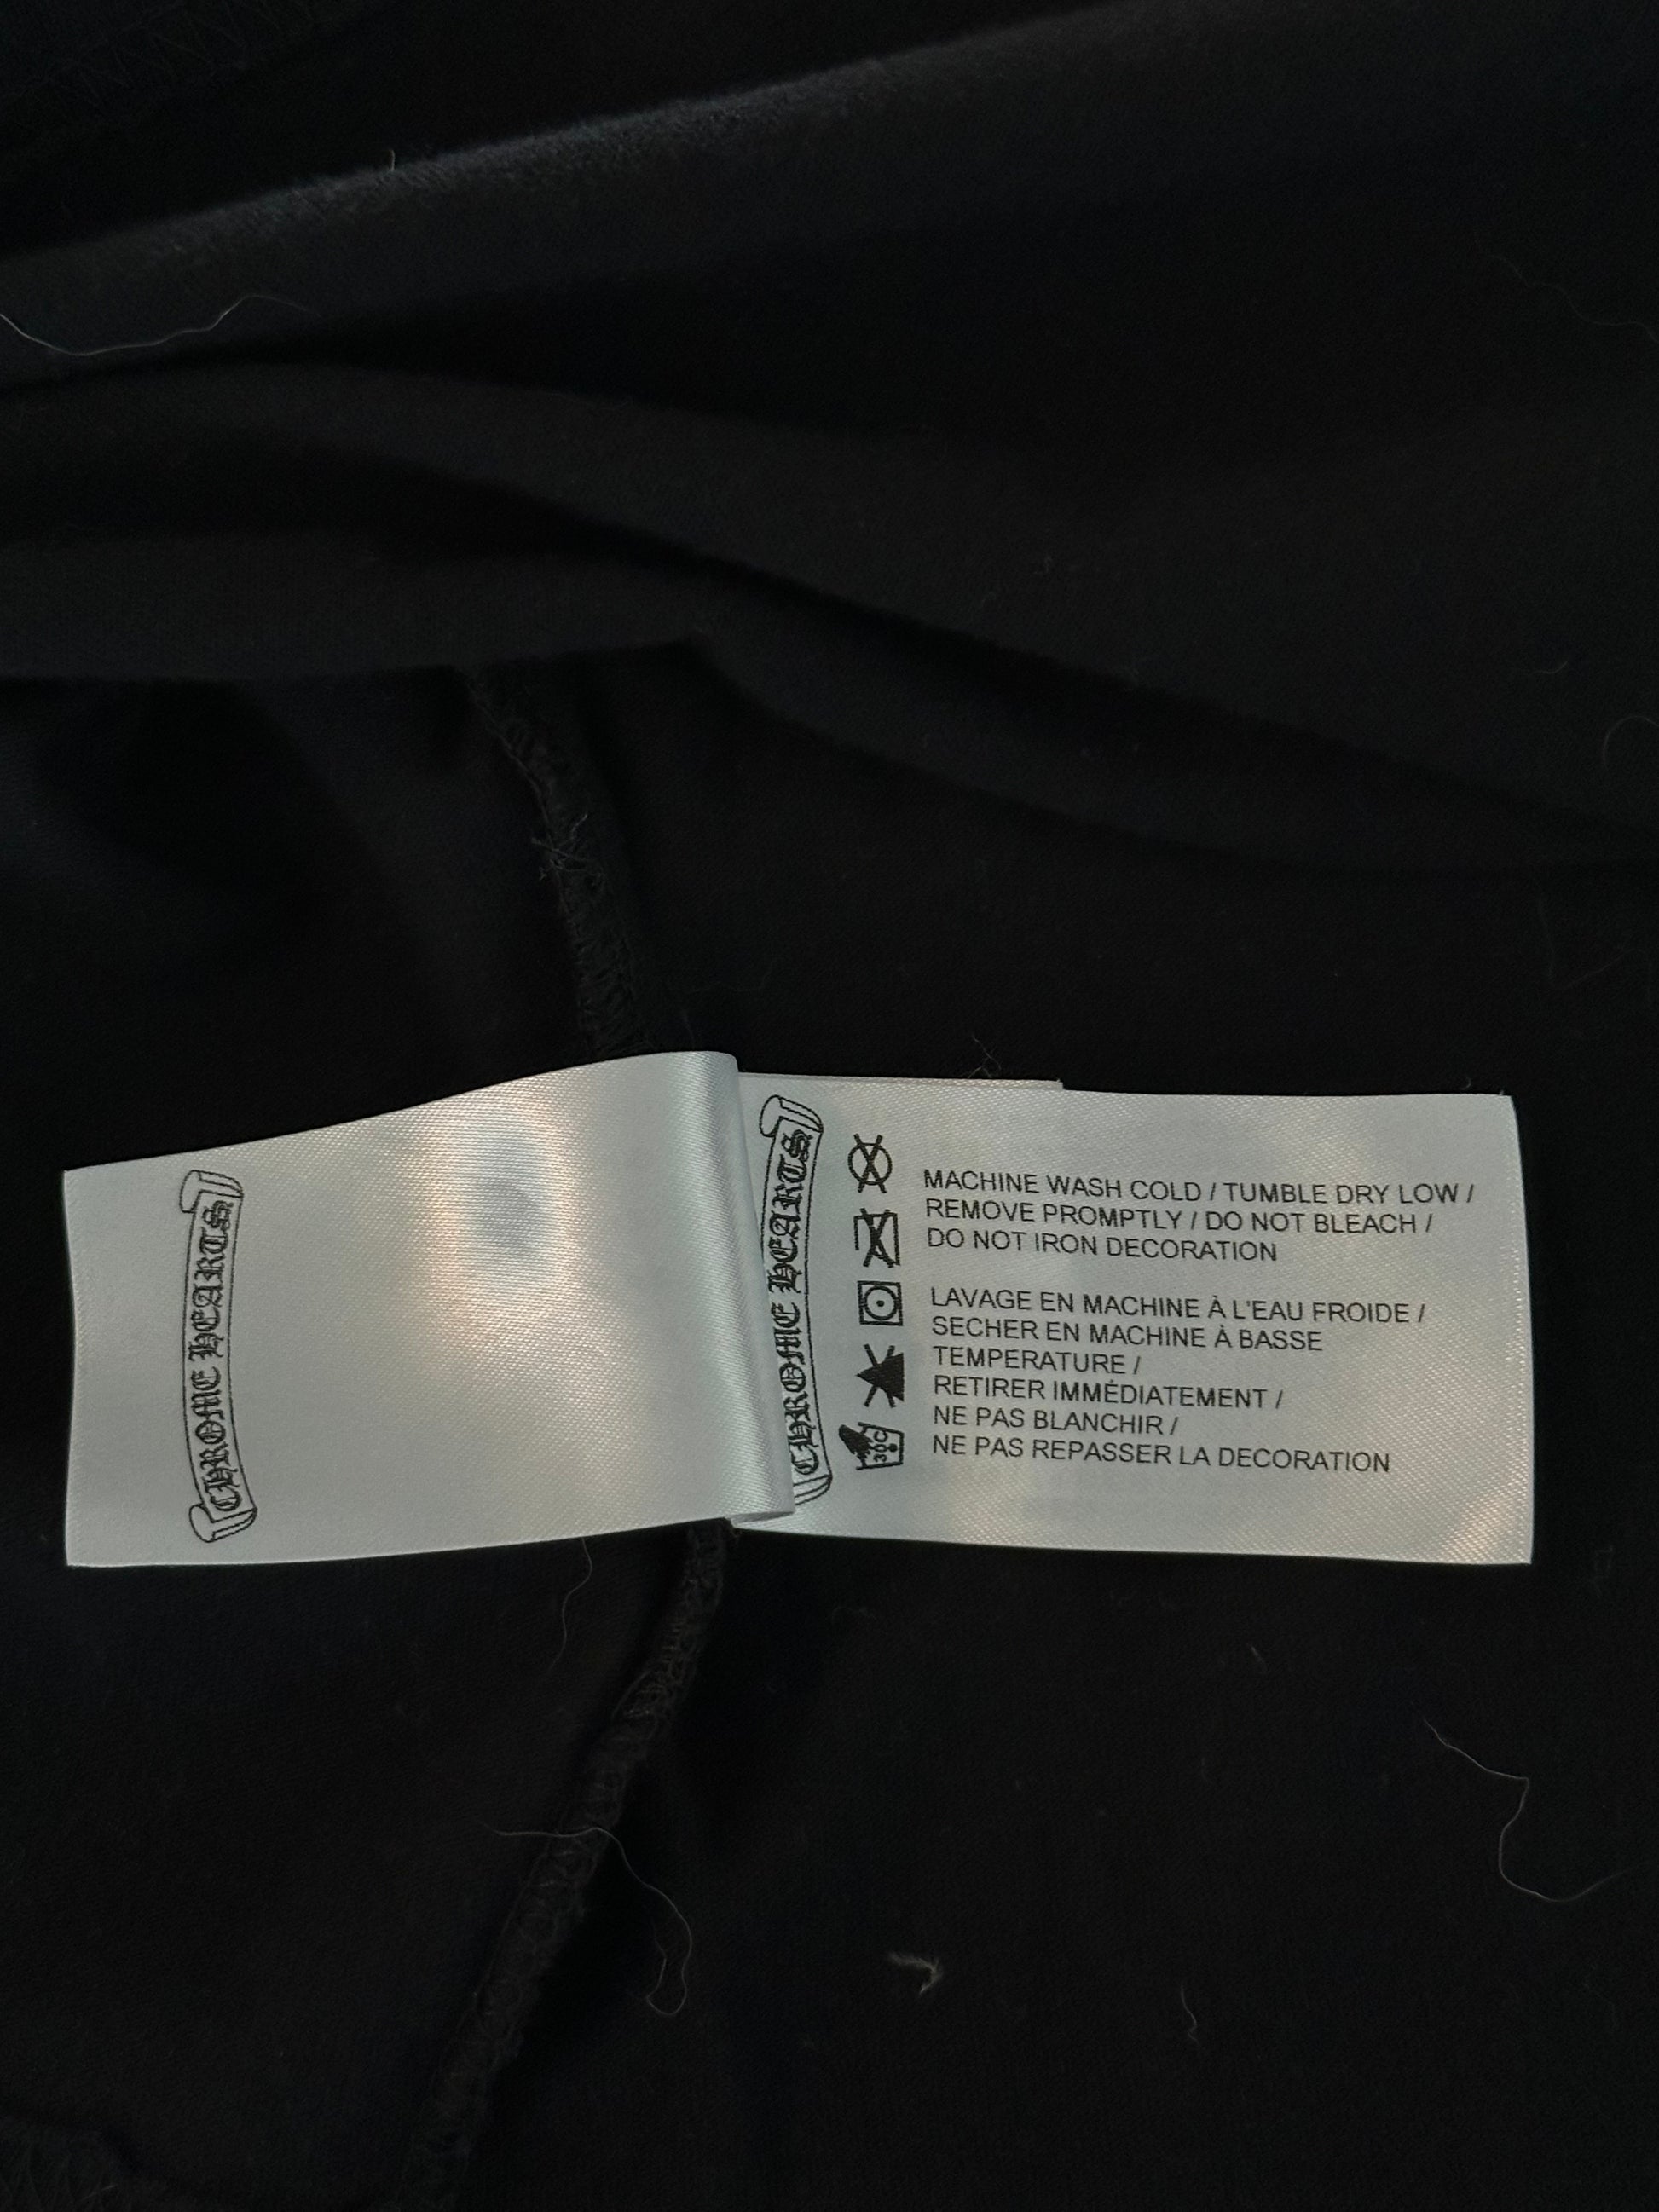 CHROME HEARTS
CHROME HEARTS
MACHINE WASH COLD / TUMBLE DRY LOW /
REMOVE PROMPTLY / DO NOT BLEACH /
DO NOT IRON DECORATION
LAVAGE EN MACHINE À L'EAU FROIDE /
SECHER EN MACHINE À BASSE
TEMPERATURE /
RETIRER IMMÉDIATEMENT /
NE PAS BLANCHIR /
NE PAS REPASSER LA DECORATION
30C